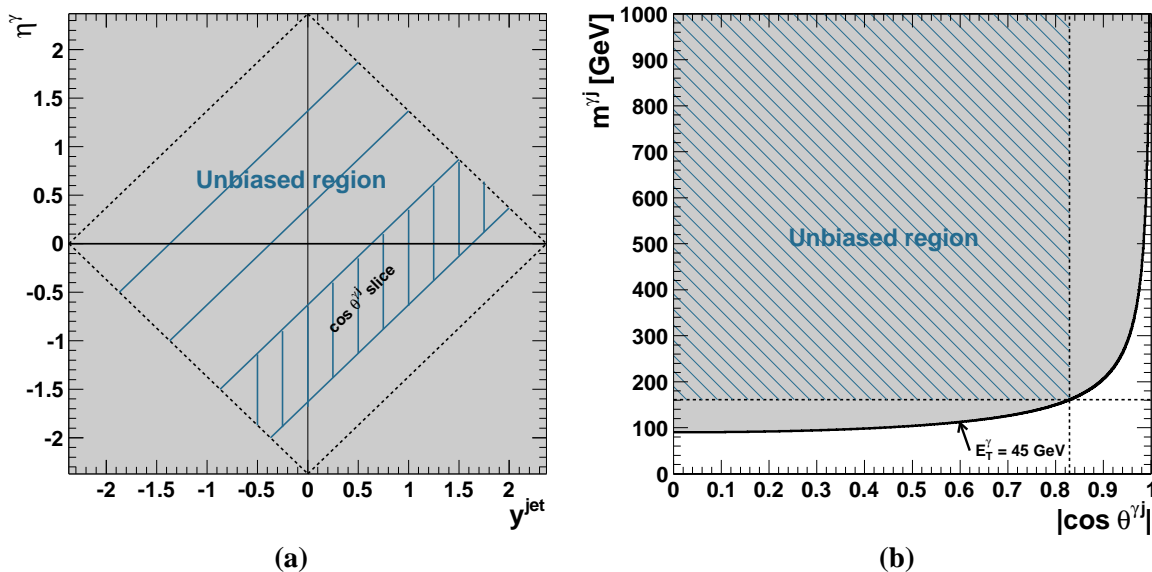 η^γ
2
1.5
1
0.5
0
-0.5
-1
-1.5
-2
Unbiased region
cos θ^γj slice
-2 -1.5 -1 -0.5 0 0.5 1 1.5 2
y^jet
(a)
m^γj [GeV]
1000
900
800
700
600
500
400
300
200
100
0
Unbiased region
E_T^γ = 45 GeV
0 0.1 0.2 0.3 0.4 0.5 0.6 0.7 0.8 0.9 1
|cos θ^γj|
(b)